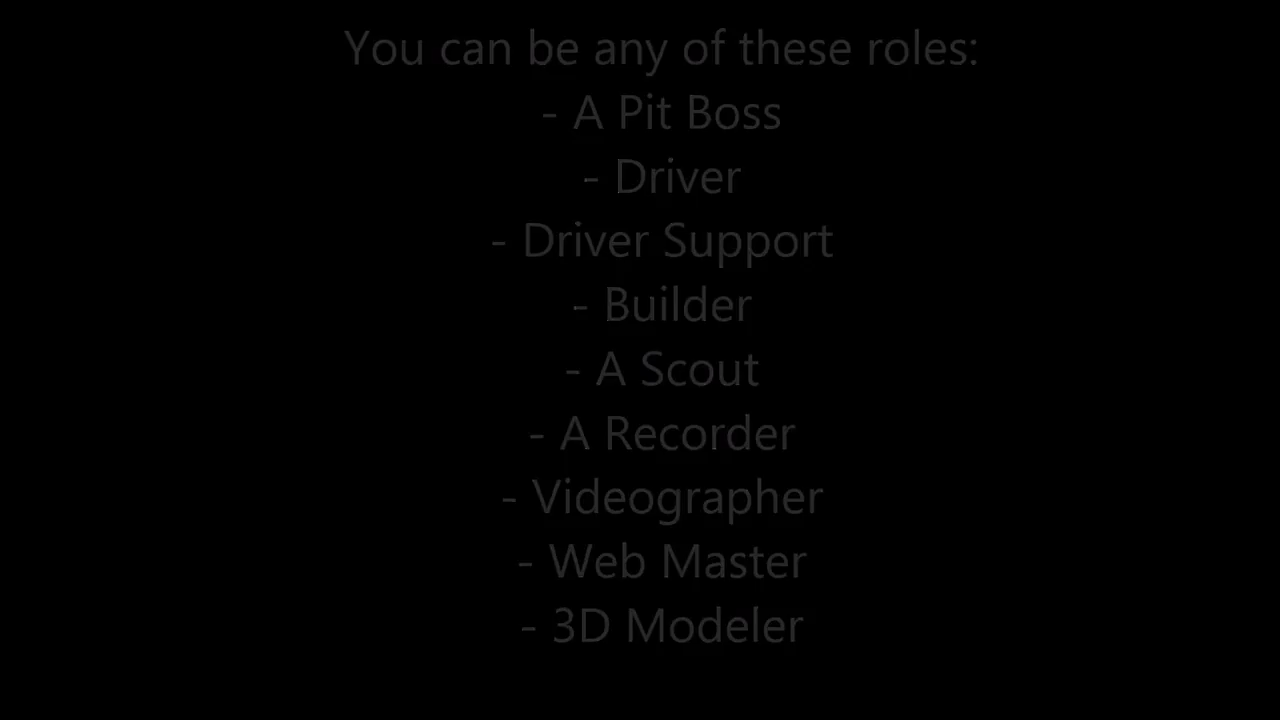 You can be any of these roles:
- A Pit Boss
- Driver
- Driver Support
- Builder
- A Scout
- A Recorder
- Videographer
- Web Master
- 3D Modeler